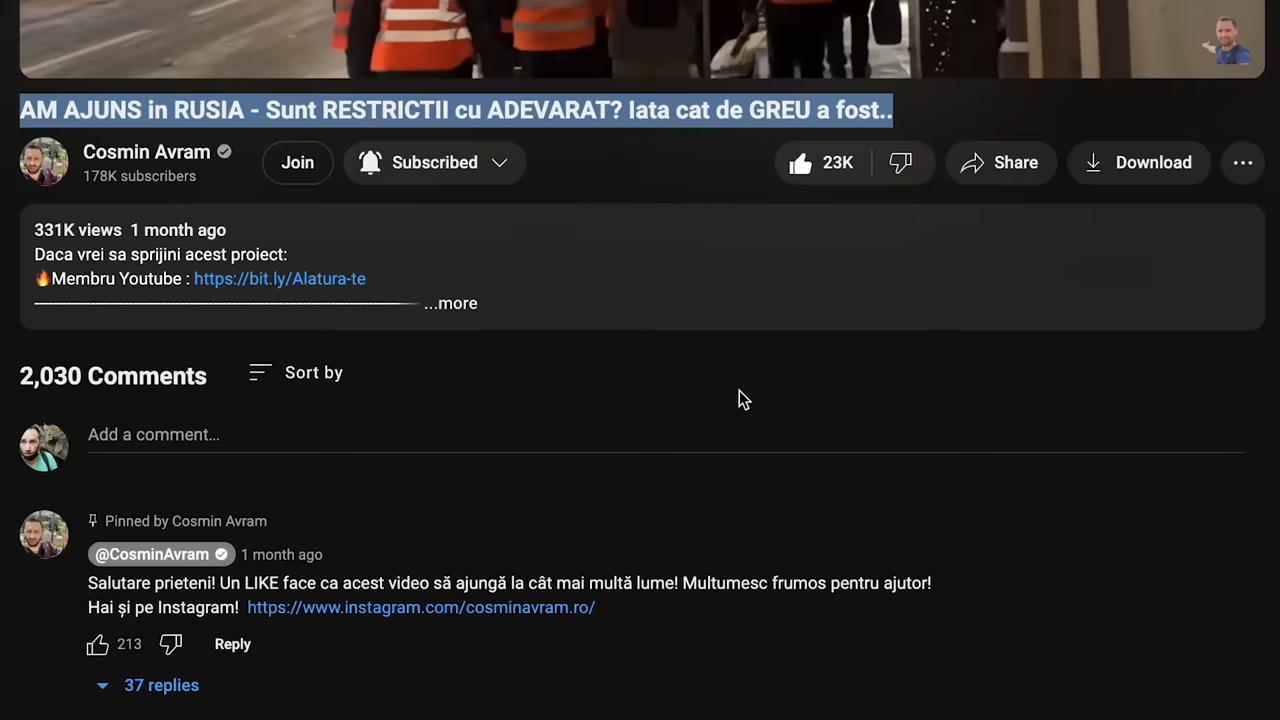 AM AJUNS in RUSIA - Sunt RESTRICTII cu ADEVARAT? Iata cat de GREU a fost..
Cosmin Avram
178K subscribers
Join
Subscribed
23K
Share
Download
331K views 1 month ago
Daca vrei sa sprijini acest proiect:
🔥Membru Youtube : https://bit.ly/Alatura-te
...more
2,030 Comments
Sort by
Add a comment...
Pinned by Cosmin Avram
@CosminAvram 1 month ago
Salutare prieteni! Un LIKE face ca acest video să ajungă la cât mai multă lume! Multumesc frumos pentru ajutor!
Hai și pe Instagram! https://www.instagram.com/cosminavram.ro/
213
Reply
37 replies